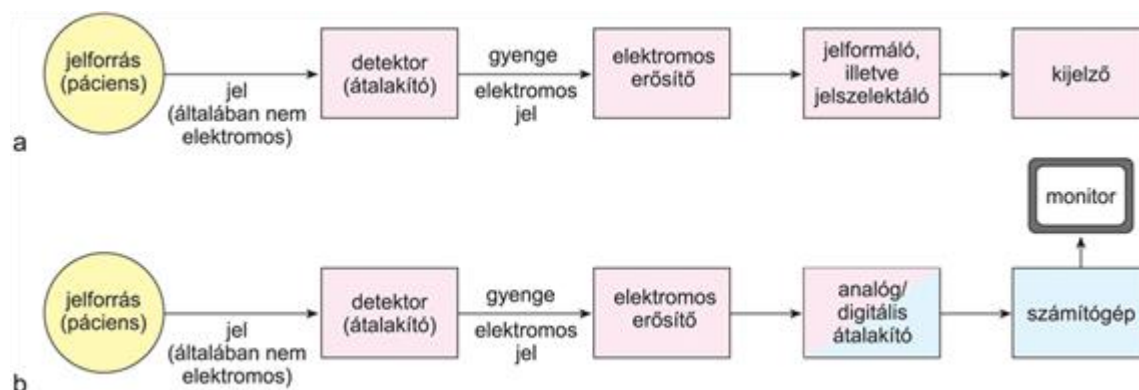 jelforrás
(páciens)
jel
(általában nem
elektromos)
detektor
(átalakító)
gyenge
elektromos
jel
elektromos
erősítő
jelformáló,
illetve
jelszelektáló
kijelző
a
monitor
jelforrás
(páciens)
jel
(általában nem
elektromos)
detektor
(átalakító)
gyenge
elektromos
jel
elektromos
erősítő
analóg/
digitális
átalakító
számítógép
b